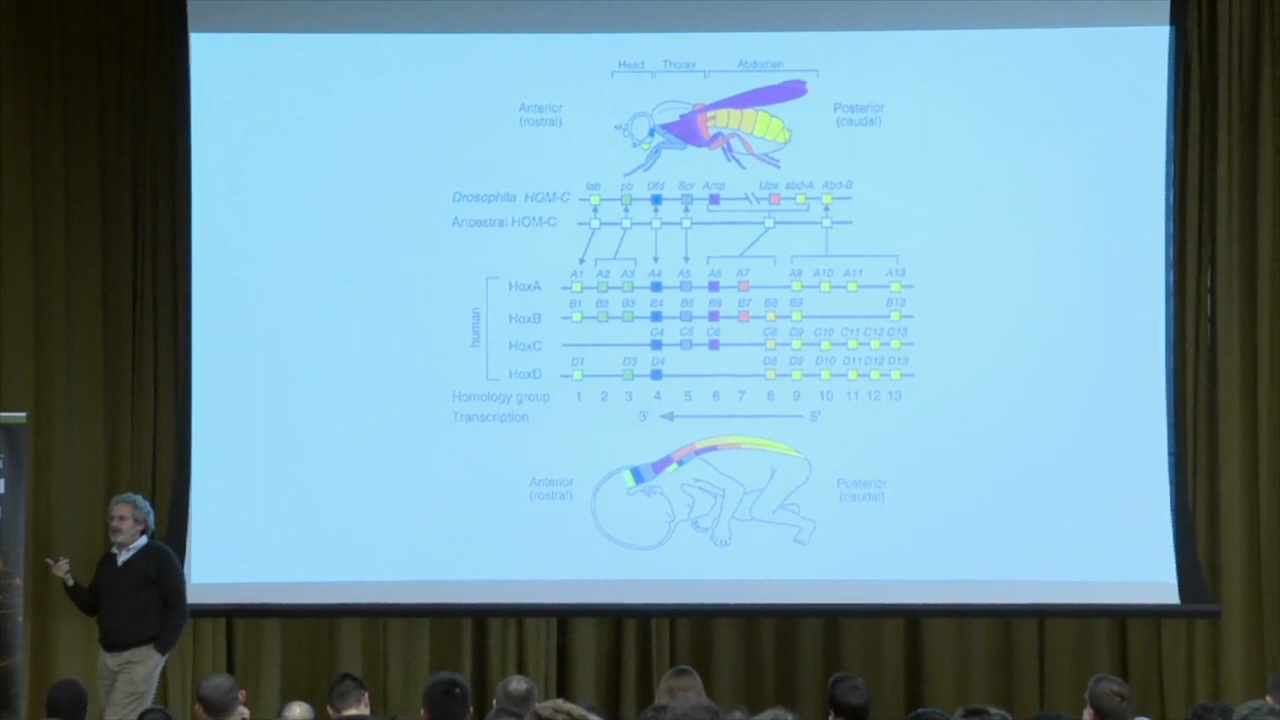 Head Thorax Abdomen
Anterior
(rostral)
Posterior
(caudal)
lab pb Dfd Scr Antp Ubx abd-A Abd-B
Drosophila HOM-C
Ancestral HOM-C
A1 A2 A3 A4 A5 A6 A7 A9 A10 A11 A13
HoxA
B1 B2 B3 B4 B5 B6 B7 B8 B9 B13
HoxB
human
C4 C5 C6 C8 C9 C10 C11 C12 C13
HoxC
D1 D3 D4 D8 D9 D10 D11 D12 D13
HoxD
Homology group 1 2 3 4 5 6 7 8 9 10 11 12 13
Transcription 3' 5'
Anterior
(rostral)
Posterior
(caudal)